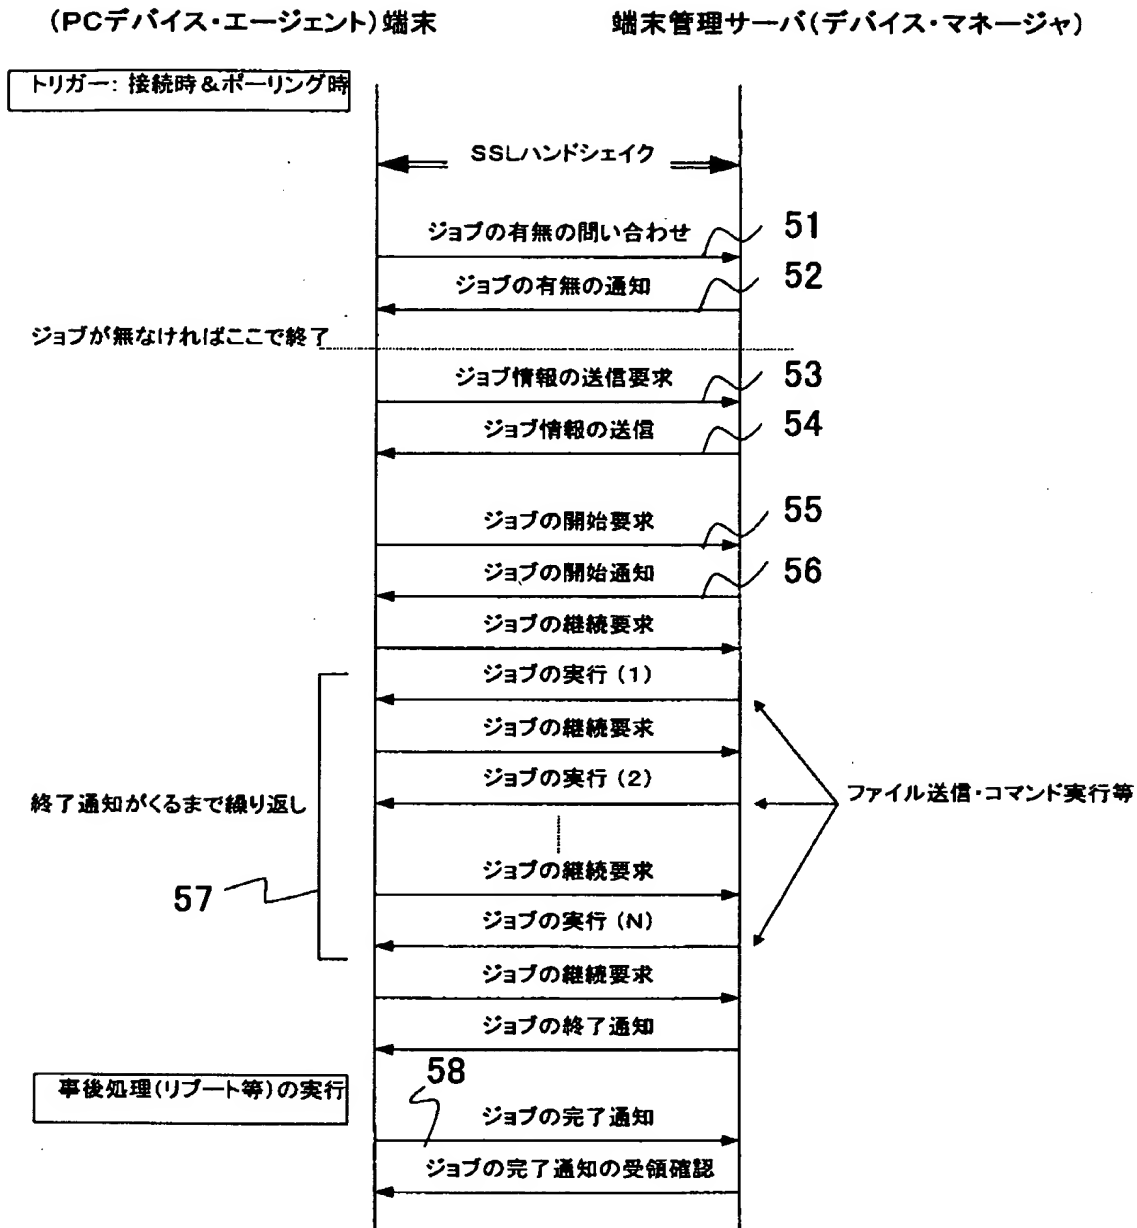 (PCデバイス・エージェント)端末
端末管理サーバ(デバイス・マネージャ)
トリガー: 接続時&ポーリング時
SSLハンドシェイク
ジョブの有無の問い合わせ
51
ジョブの有無の通知
52
ジョブが無なければここで終了
ジョブ情報の送信要求
53
ジョブ情報の送信
54
ジョブの開始要求
55
ジョブの開始通知
56
ジョブの継続要求
ジョブの実行(1)
ジョブの継続要求
ジョブの実行(2)
終了通知がくるまで繰り返し
ファイル送信・コマンド実行等
ジョブの継続要求
57
ジョブの実行(N)
ジョブの継続要求
ジョブの終了通知
事後処理(リブート等)の実行
58
ジョブの完了通知
ジョブの完了通知の受領確認